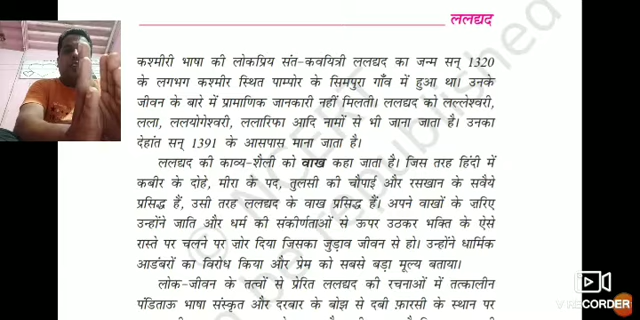 ललद्यद
कश्मीरी भाषा की लोकप्रिय संत-कवयित्री ललद्यद का जन्म सन् 1320
के लगभग कश्मीर स्थित पाम्पोर के सिमपुरा गाँव में हुआ था। उनके
जीवन के बारे में प्रामाणिक जानकारी नहीं मिलती। ललद्यद को लल्लेश्वरी,
लला, ललयोगेश्वरी, ललारिफा आदि नामों से भी जाना जाता है। उनका
देहांत सन् 1391 के आसपास माना जाता है।
ललद्यद की काव्य-शैली को वाख कहा जाता है। जिस तरह हिंदी में
कबीर के दोहे, मीरा के पद, तुलसी की चौपाई और रसखान के सवैये
प्रसिद्ध हैं, उसी तरह ललद्यद के वाख प्रसिद्ध हैं। अपने वाखों के ज़रिए
उन्होंने जाति और धर्म की संकीर्णताओं से ऊपर उठकर भक्ति के ऐसे
रास्ते पर चलने पर ज़ोर दिया जिसका जुड़ाव जीवन से हो। उन्होंने धार्मिक
आडंबरों का विरोध किया और प्रेम को सबसे बड़ा मूल्य बताया।
लोक-जीवन के तत्वों से प्रेरित ललद्यद की रचनाओं में तत्कालीन
पंडिताऊ भाषा संस्कृत और दरबार के बोझ से दबी फ़ारसी के स्थान पर
© NCERT
published
V RECORDER